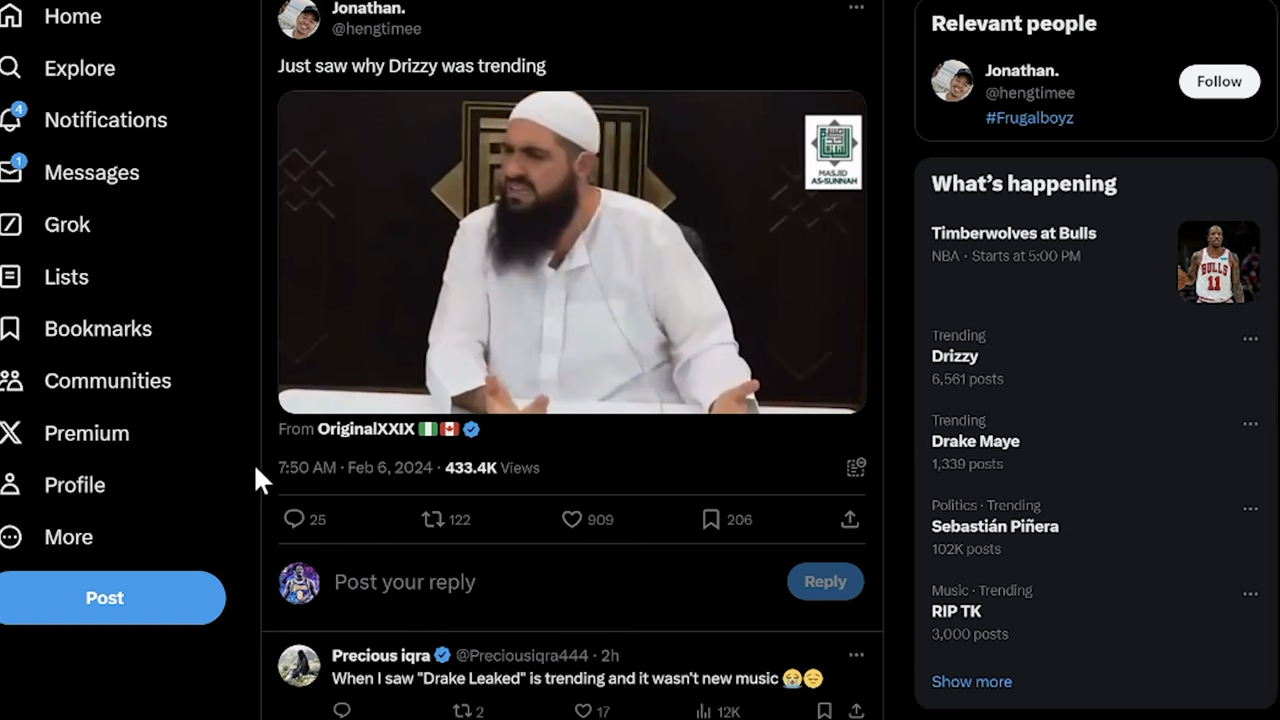 Home
Explore
4
Notifications
1
Messages
Grok
Lists
Bookmarks
Communities
Premium
Profile
More
Post
Jonathan.
@hengtimee
Just saw why Drizzy was trending
MASJID
AS-SUNNAH
From OriginalXXIX 🇳🇬🇨🇦
7:50 AM · Feb 6, 2024 · 433.4K Views
25 122 909 206
Post your reply
Reply
Precious iqra @Preciousiqra444 · 2h
When I saw "Drake Leaked" is trending and it wasn't new music 😭😔
2 17 12K
Relevant people
Jonathan.
@hengtimee
Follow
#Frugalboyz
What's happening
Timberwolves at Bulls
NBA · Starts at 5:00 PM
BULLS
11
Trending
Drizzy
6,561 posts
Trending
Drake Maye
1,339 posts
Politics · Trending
Sebastián Piñera
102K posts
Music · Trending
RIP TK
3,000 posts
Show more